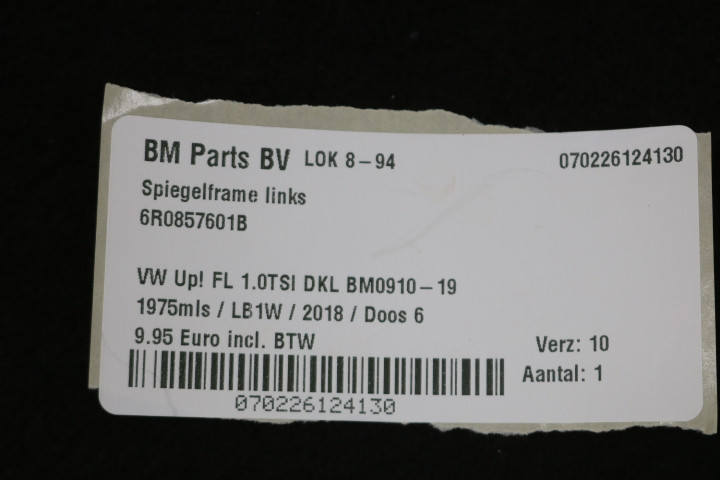 BM Parts BV LOK 8-94 070226124130
Spiegelframe links
6R0857601B
VW Up! FL 1.0TSI DKL BM0910-19
1975mls / LB1W / 2018 / Doos 6
9.95 Euro incl. BTW Verz: 10
Aantal: 1
070226124130